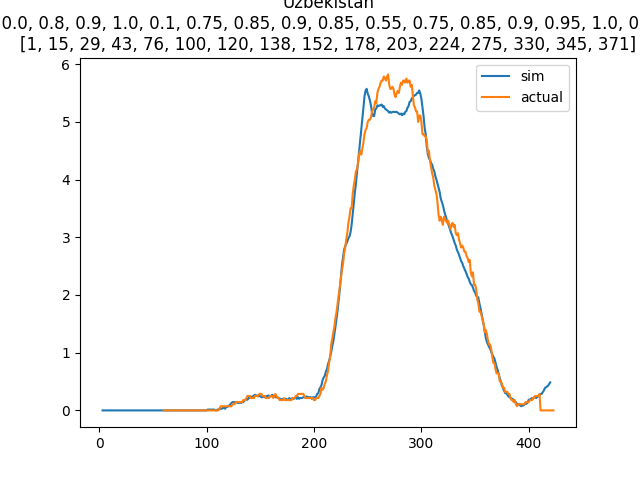 Uzbekistan
0.0, 0.8, 0.9, 1.0, 0.1, 0.75, 0.85, 0.9, 0.85, 0.55, 0.75, 0.85, 0.9, 0.95, 1.0, 0
[1, 15, 29, 43, 76, 100, 120, 138, 152, 178, 203, 224, 275, 330, 345, 371]
sim
actual
6
5
4
3
2
1
0
0 100 200 300 400